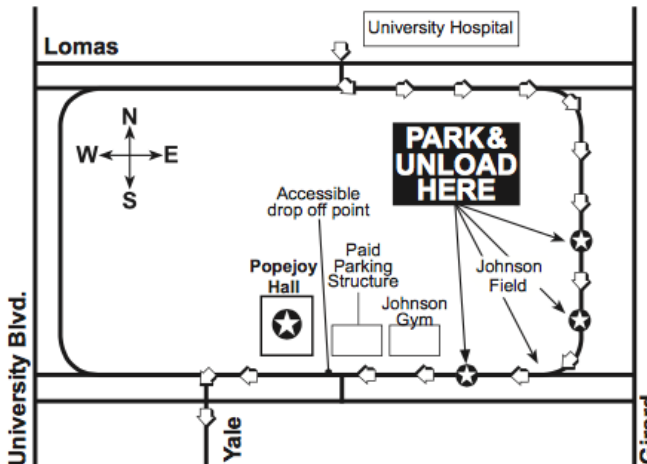 University Hospital
Lomas
N
W E
S
PARK &
UNLOAD
HERE
Accessible
drop off point
Popejoy
Hall
Paid
Parking
Structure
Johnson
Gym
Johnson
Field
University Blvd.
Yale